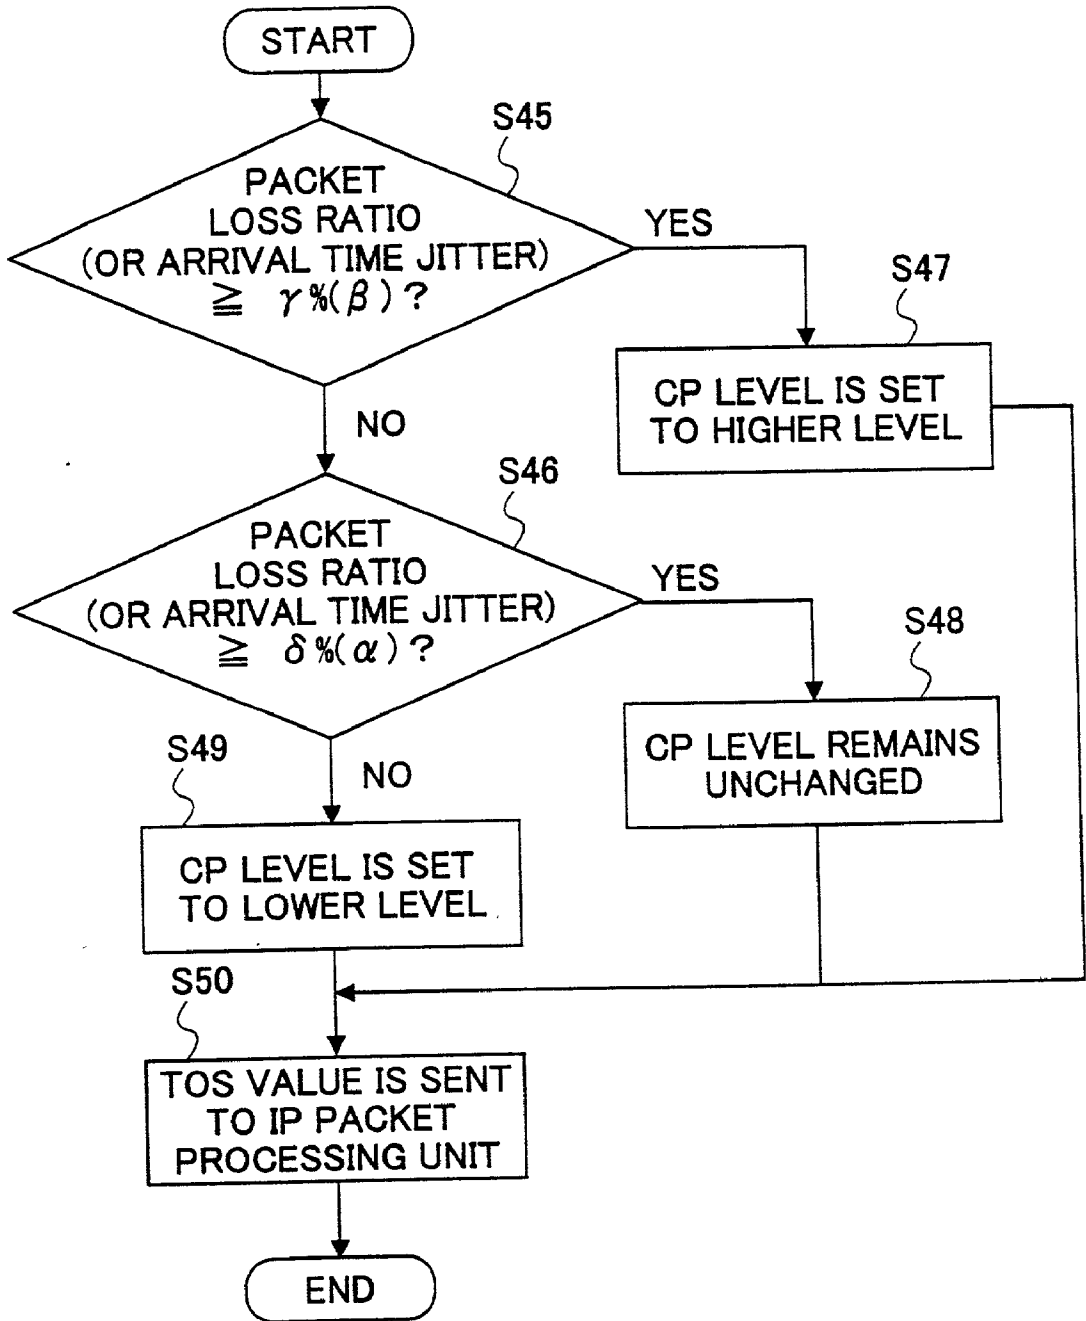 START
S45
PACKET
LOSS RATIO
(OR ARRIVAL TIME JITTER)
≧ γ%(β)?
YES
S47
CP LEVEL IS SET
TO HIGHER LEVEL
NO
S46
PACKET
LOSS RATIO
(OR ARRIVAL TIME JITTER)
≧ δ%(α)?
YES
S48
CP LEVEL REMAINS
UNCHANGED
NO
S49
CP LEVEL IS SET
TO LOWER LEVEL
S50
TOS VALUE IS SENT
TO IP PACKET
PROCESSING UNIT
END